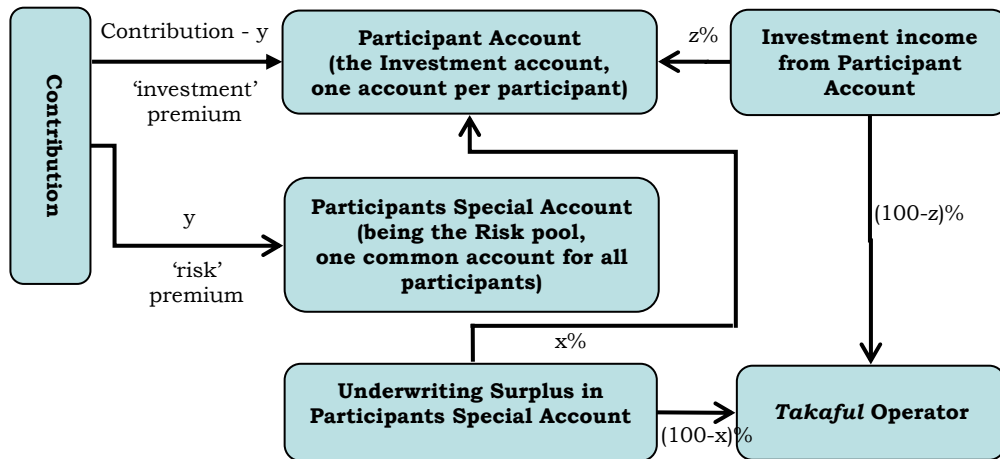 Contribution - y
'investment'
premium
Contribution
y
'risk'
premium
Participant Account
(the Investment account,
one account per participant)
z%
Investment income
from Participant
Account
(100-z)%
Participants Special Account
(being the Risk pool,
one common account for all
participants)
x%
Underwriting Surplus in
Participants Special Account
(100-x)%
Takaful Operator